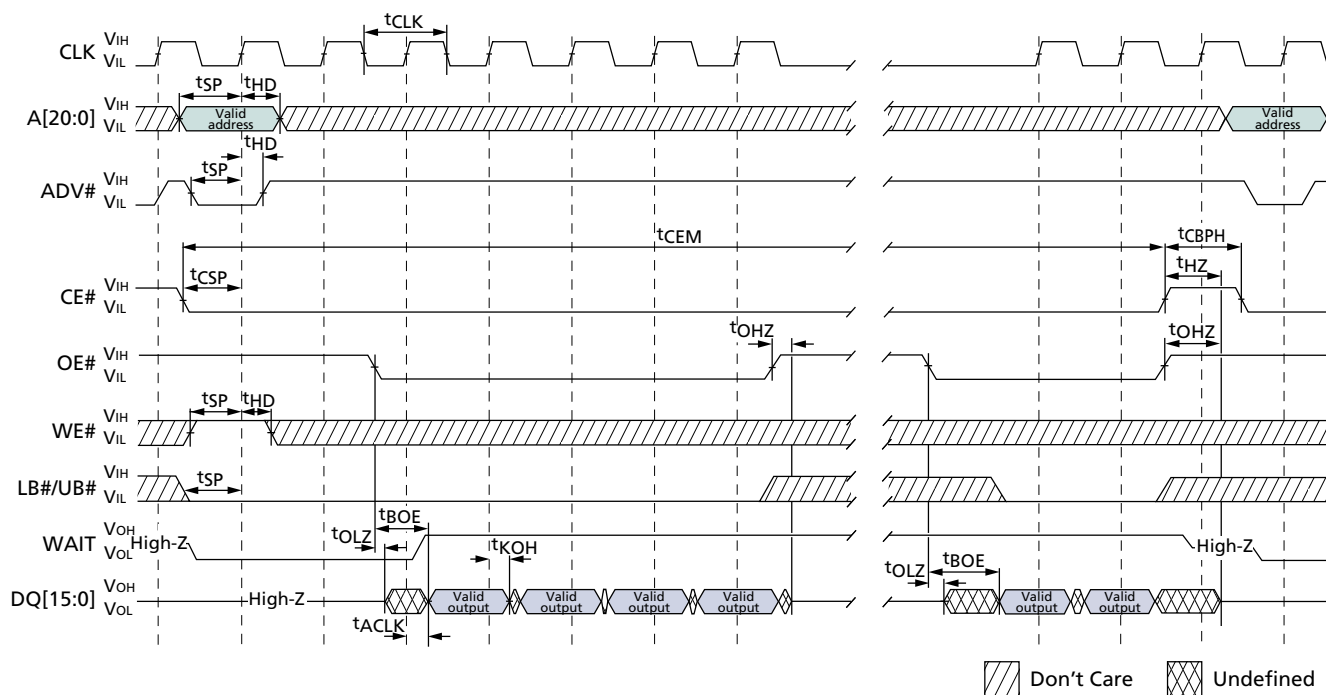 tCLK
CLK VIH
VIL
tSP tHD
A[20:0] VIH
VIL
Valid address
Valid address
tHD
tSP
ADV# VIH
VIL
tCEM
tCBPH
tCSP
tHZ
CE# VIH
VIL
tOHZ
tOHZ
OE# VIH
VIL
tSP tHD
WE# VIH
VIL
tSP
LB#/UB# VIH
VIL
tBOE
WAIT VOH
VOL
High-Z
tOLZ
tKOH
High-Z
tOLZ
tBOE
DQ[15:0] VOH
VOL
High-Z
Valid output
Valid output
Valid output
Valid output
Valid output
Valid output
tACLK
Don't Care
Undefined